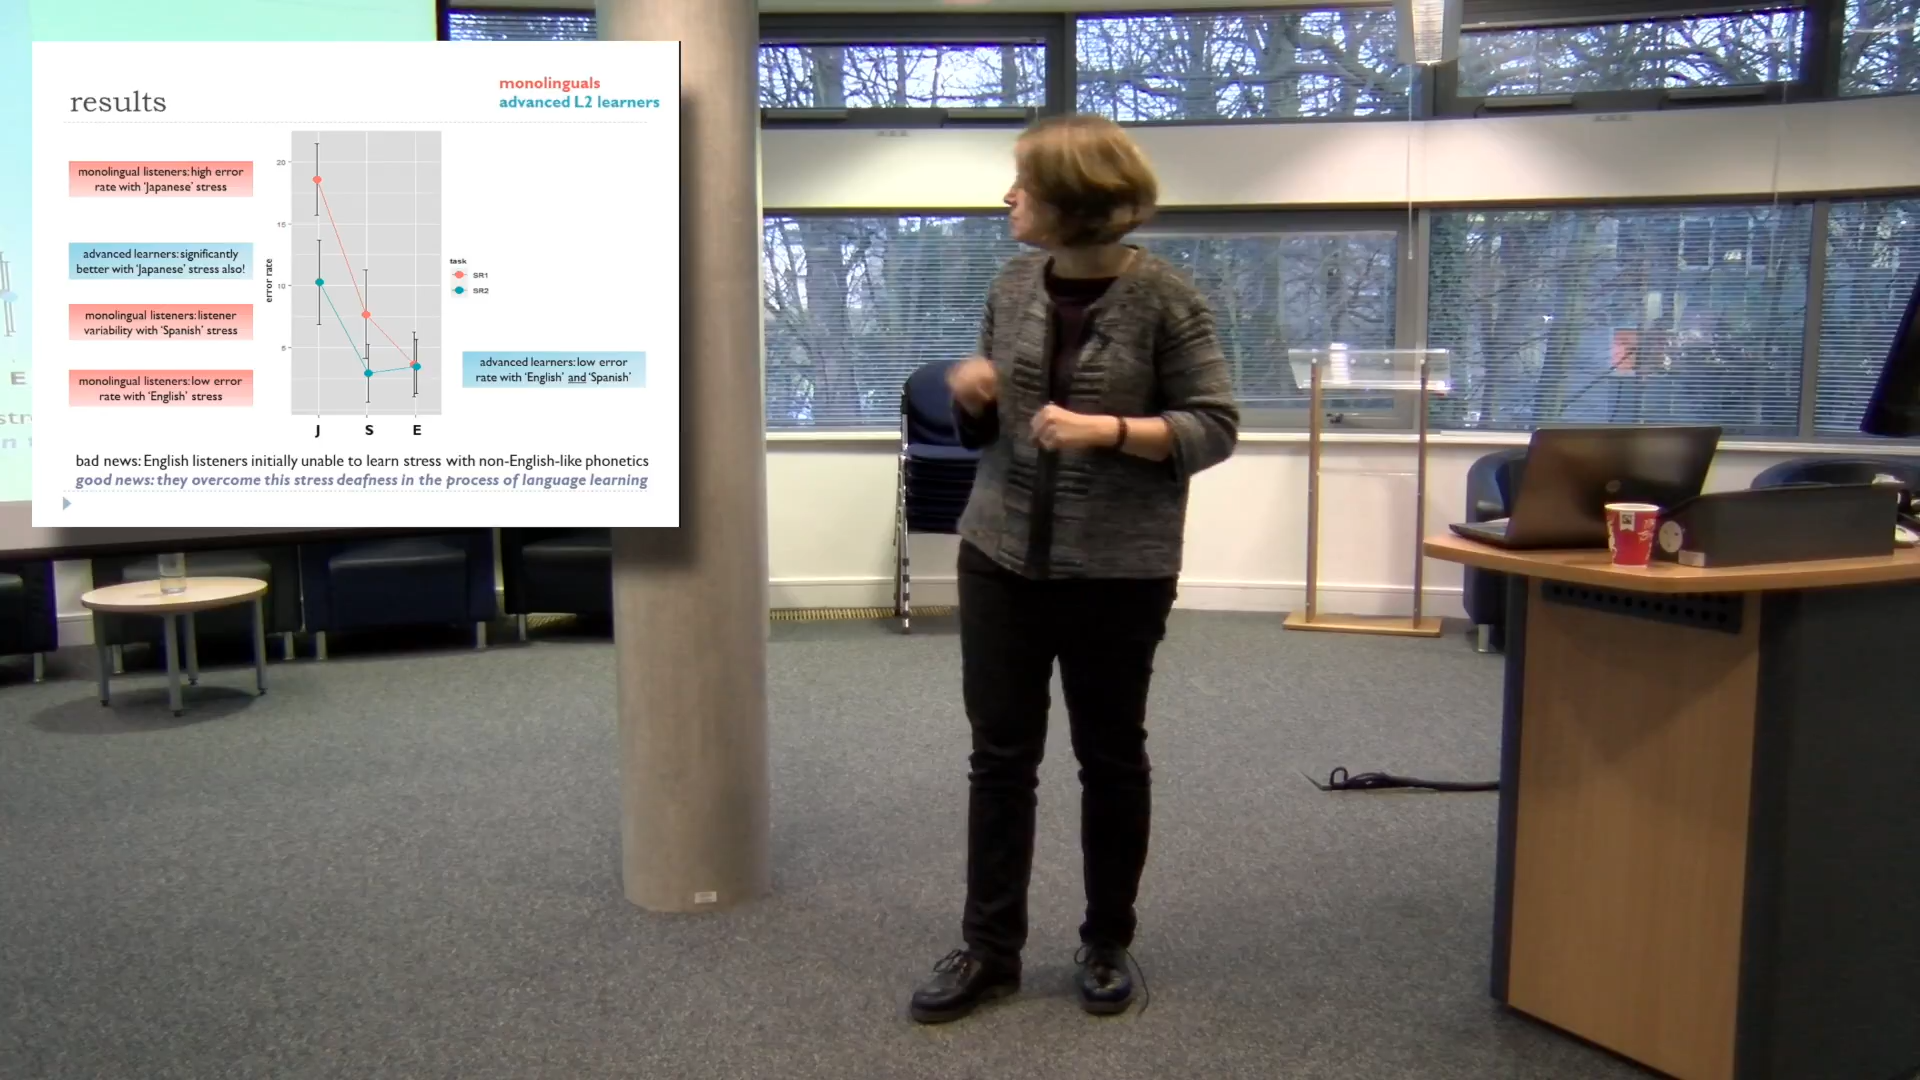 results
monolinguals
advanced L2 learners
monolingual listeners: high error
rate with 'Japanese' stress
advanced learners: significantly
better with 'Japanese' stress also!
monolingual listeners: listener
variability with 'Spanish' stress
monolingual listeners: low error
rate with 'English' stress
error rate
20
15
10
5
J S E
task
SR1
SR2
advanced learners: low error
rate with 'English' and 'Spanish'
bad news: English listeners initially unable to learn stress with non-English-like phonetics
good news: they overcome this stress deafness in the process of language learning
E
str
n